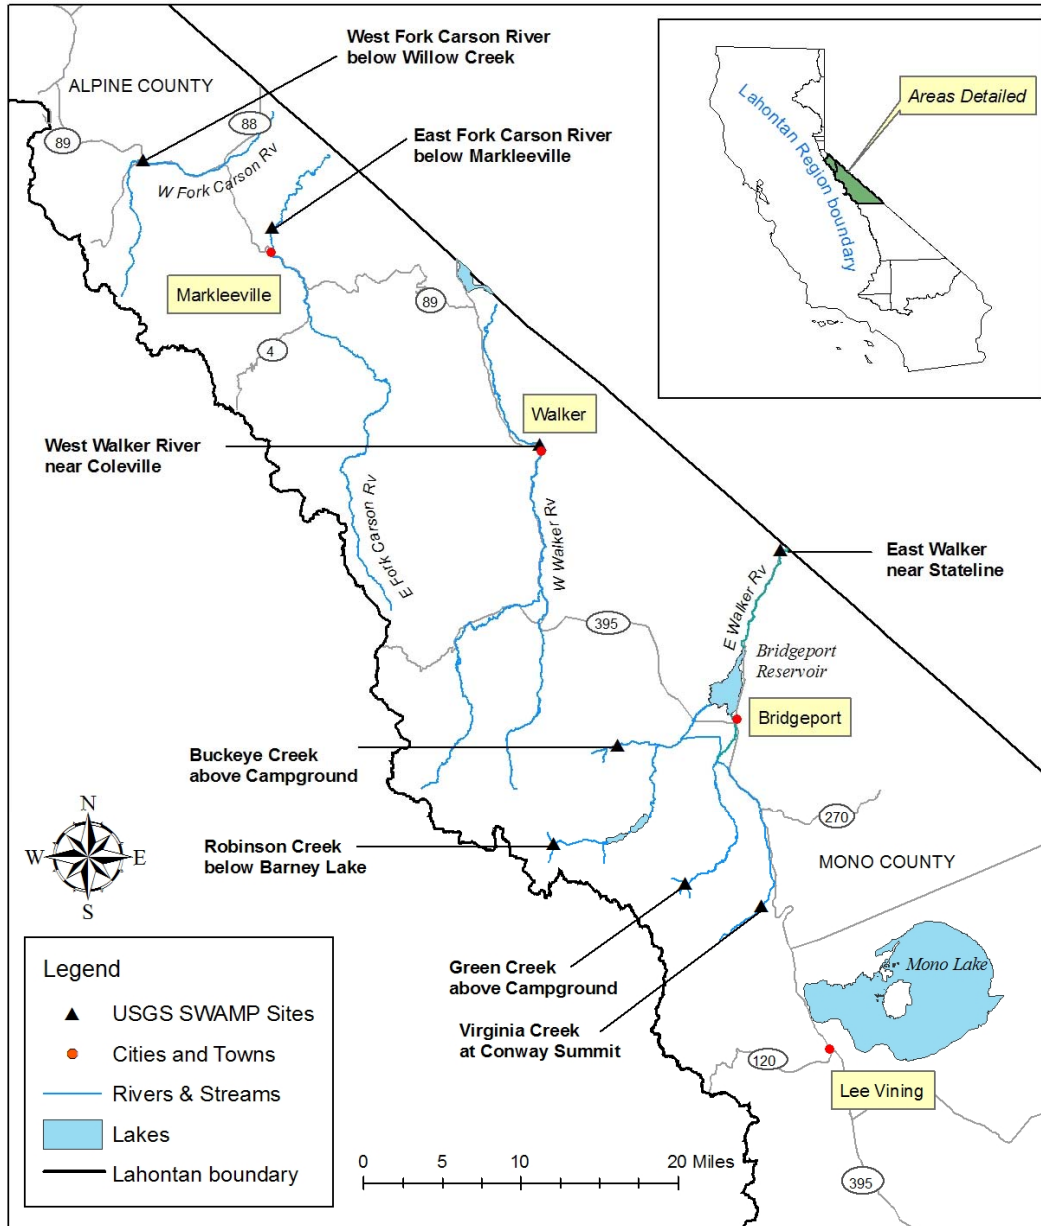 West Fork Carson River
below Willow Creek
ALPINE COUNTY
89
88
W Fork Carson Rv
East Fork Carson River
below Markleeville
Areas Detailed
Lahontan Region boundary
Markleeville
89
4
Walker
West Walker River
near Coleville
E Fork Carson Rv
W Walker Rv
East Walker
near Stateline
E Walker Rv
395
Bridgeport
Reservoir
Bridgeport
Buckeye Creek
above Campground
270
N
W
E
S
Robinson Creek
below Barney Lake
MONO COUNTY
Green Creek
above Campground
Mono Lake
Virginia Creek
at Conway Summit
120
Lee Vining
395
Legend
USGS SWAMP Sites
Cities and Towns
Rivers & Streams
Lakes
Lahontan boundary
0 5 10 20 Miles